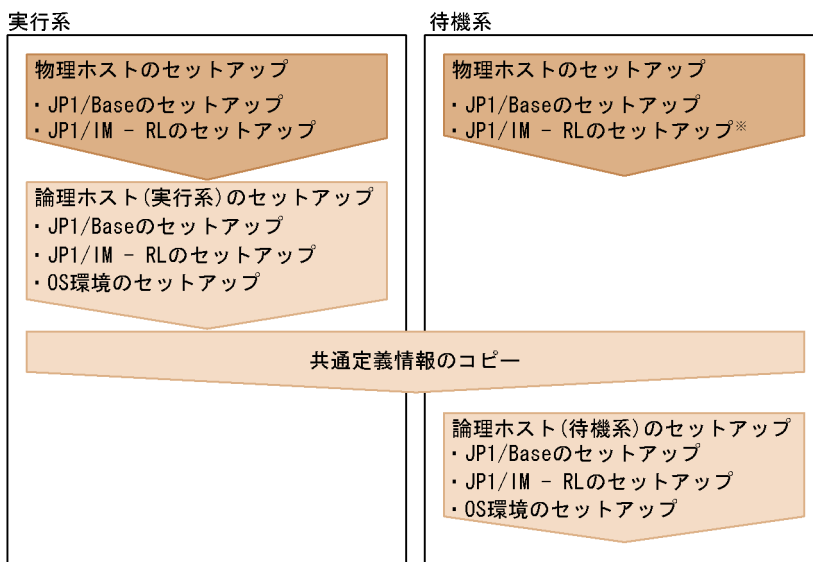 実行系
物理ホストのセットアップ
・JP1/Baseのセットアップ
・JP1/IM - RLのセットアップ
論理ホスト(実行系)のセットアップ
・JP1/Baseのセットアップ
・JP1/IM - RLのセットアップ
・OS環境のセットアップ
待機系
物理ホストのセットアップ
・JP1/Baseのセットアップ
・JP1/IM - RLのセットアップ※
共通定義情報のコピー
論理ホスト(待機系)のセットアップ
・JP1/Baseのセットアップ
・JP1/IM - RLのセットアップ
・OS環境のセットアップ